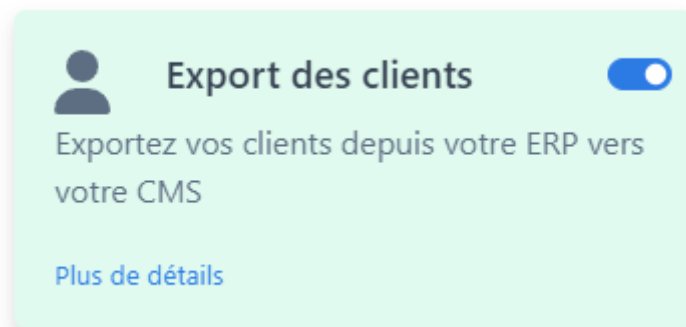 Export des clients
Exportez vos clients depuis votre ERP vers
votre CMS
Plus de détails